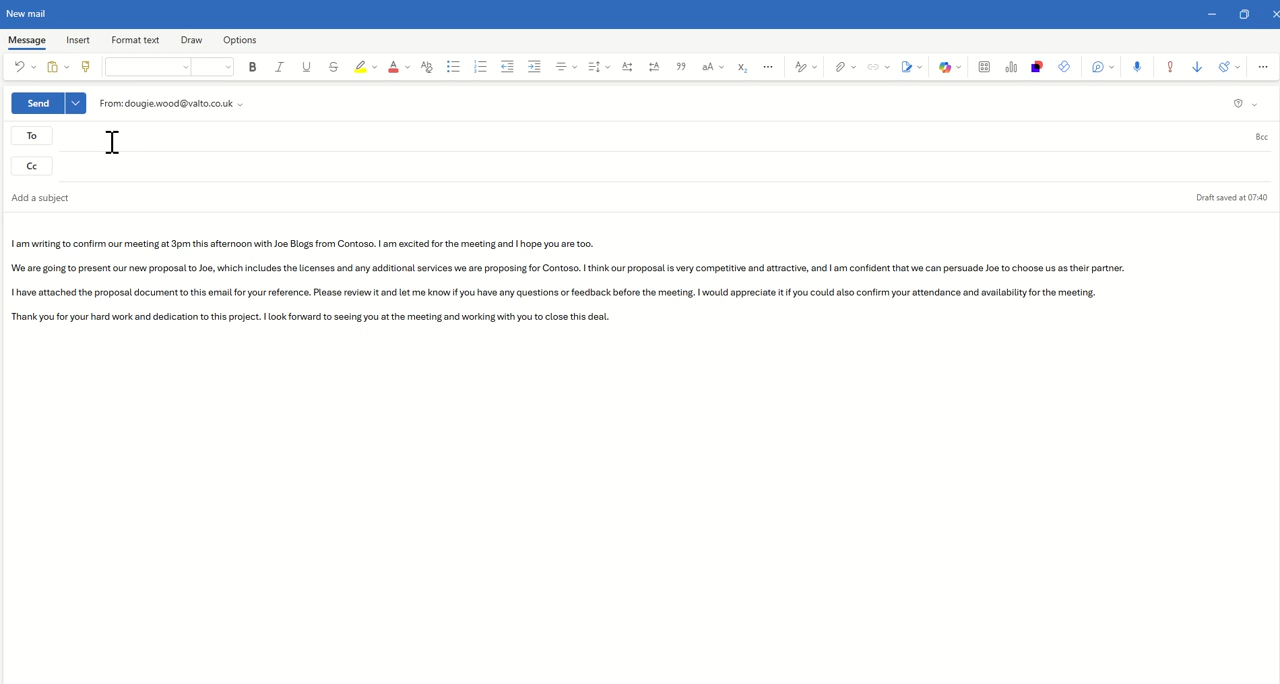 New mail
Message Insert Format text Draw Options
B I U S A Ab aA x₂
Send From: dougie.wood@valto.co.uk
To Bcc
Cc
Add a subject Draft saved at 07:40
I am writing to confirm our meeting at 3pm this afternoon with Joe Blogs from Contoso. I am excited for the meeting and I hope you are too.
We are going to present our new proposal to Joe, which includes the licenses and any additional services we are proposing for Contoso. I think our proposal is very competitive and attractive, and I am confident that we can persuade Joe to choose us as their partner.
I have attached the proposal document to this email for your reference. Please review it and let me know if you have any questions or feedback before the meeting. I would appreciate it if you could also confirm your attendance and availability for the meeting.
Thank you for your hard work and dedication to this project. I look forward to seeing you at the meeting and working with you to close this deal.